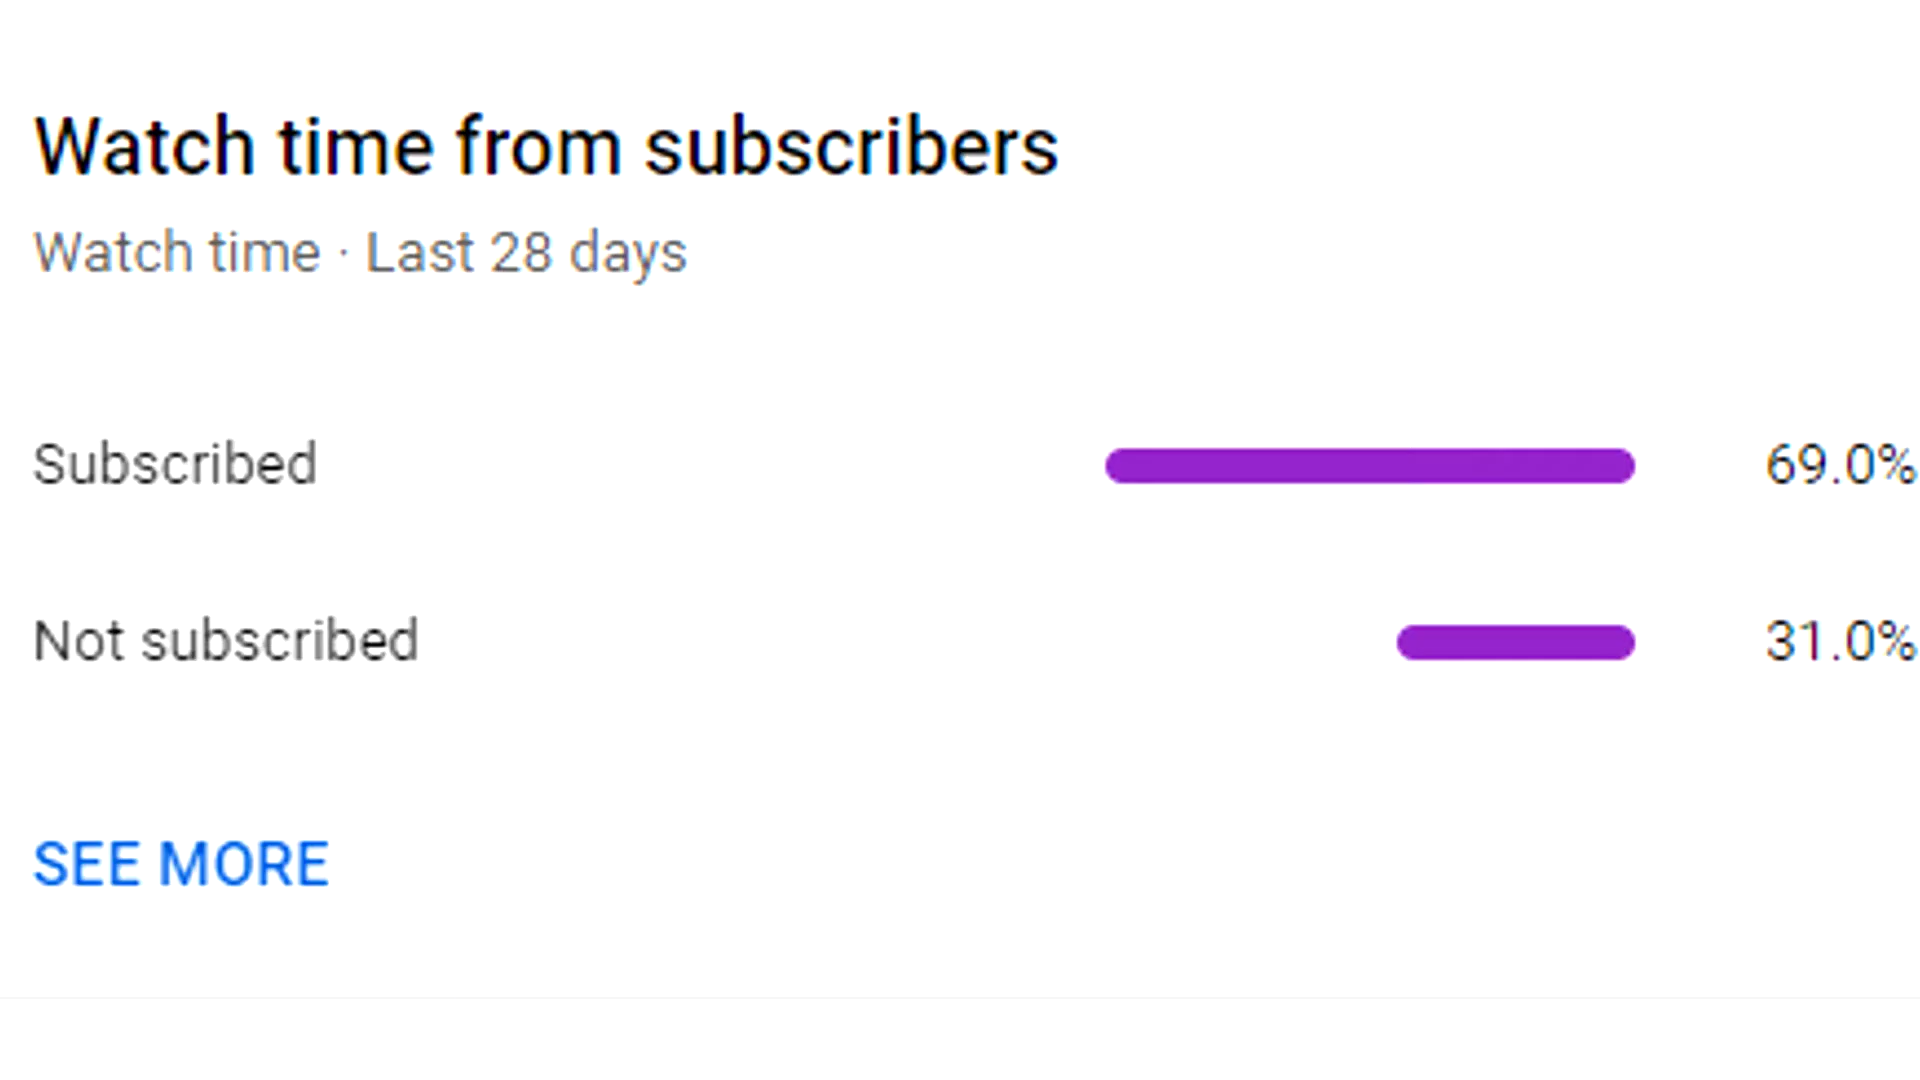 Watch time from subscribers
Watch time · Last 28 days
Subscribed 69.0%
Not subscribed 31.0%
SEE MORE